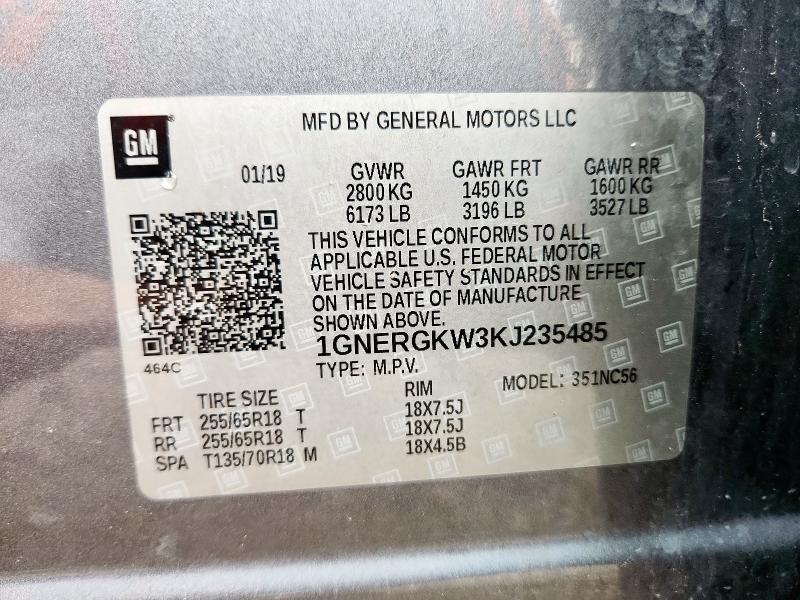 GM
MFD BY GENERAL MOTORS LLC
01/19 GVWR GAWR FRT GAWR RR
2800 KG 1450 KG 1600 KG
6173 LB 3196 LB 3527 LB
THIS VEHICLE CONFORMS TO ALL
APPLICABLE U.S. FEDERAL MOTOR
VEHICLE SAFETY STANDARDS IN EFFECT
ON THE DATE OF MANUFACTURE
SHOWN ABOVE.
1GNERGKW3KJ235485
464C
TYPE: M.P.V. MODEL: 351NC56
TIRE SIZE RIM
FRT 255/65R18 T 18X7.5J
RR 255/65R18 T 18X7.5J
SPA T135/70R18 M 18X4.5B